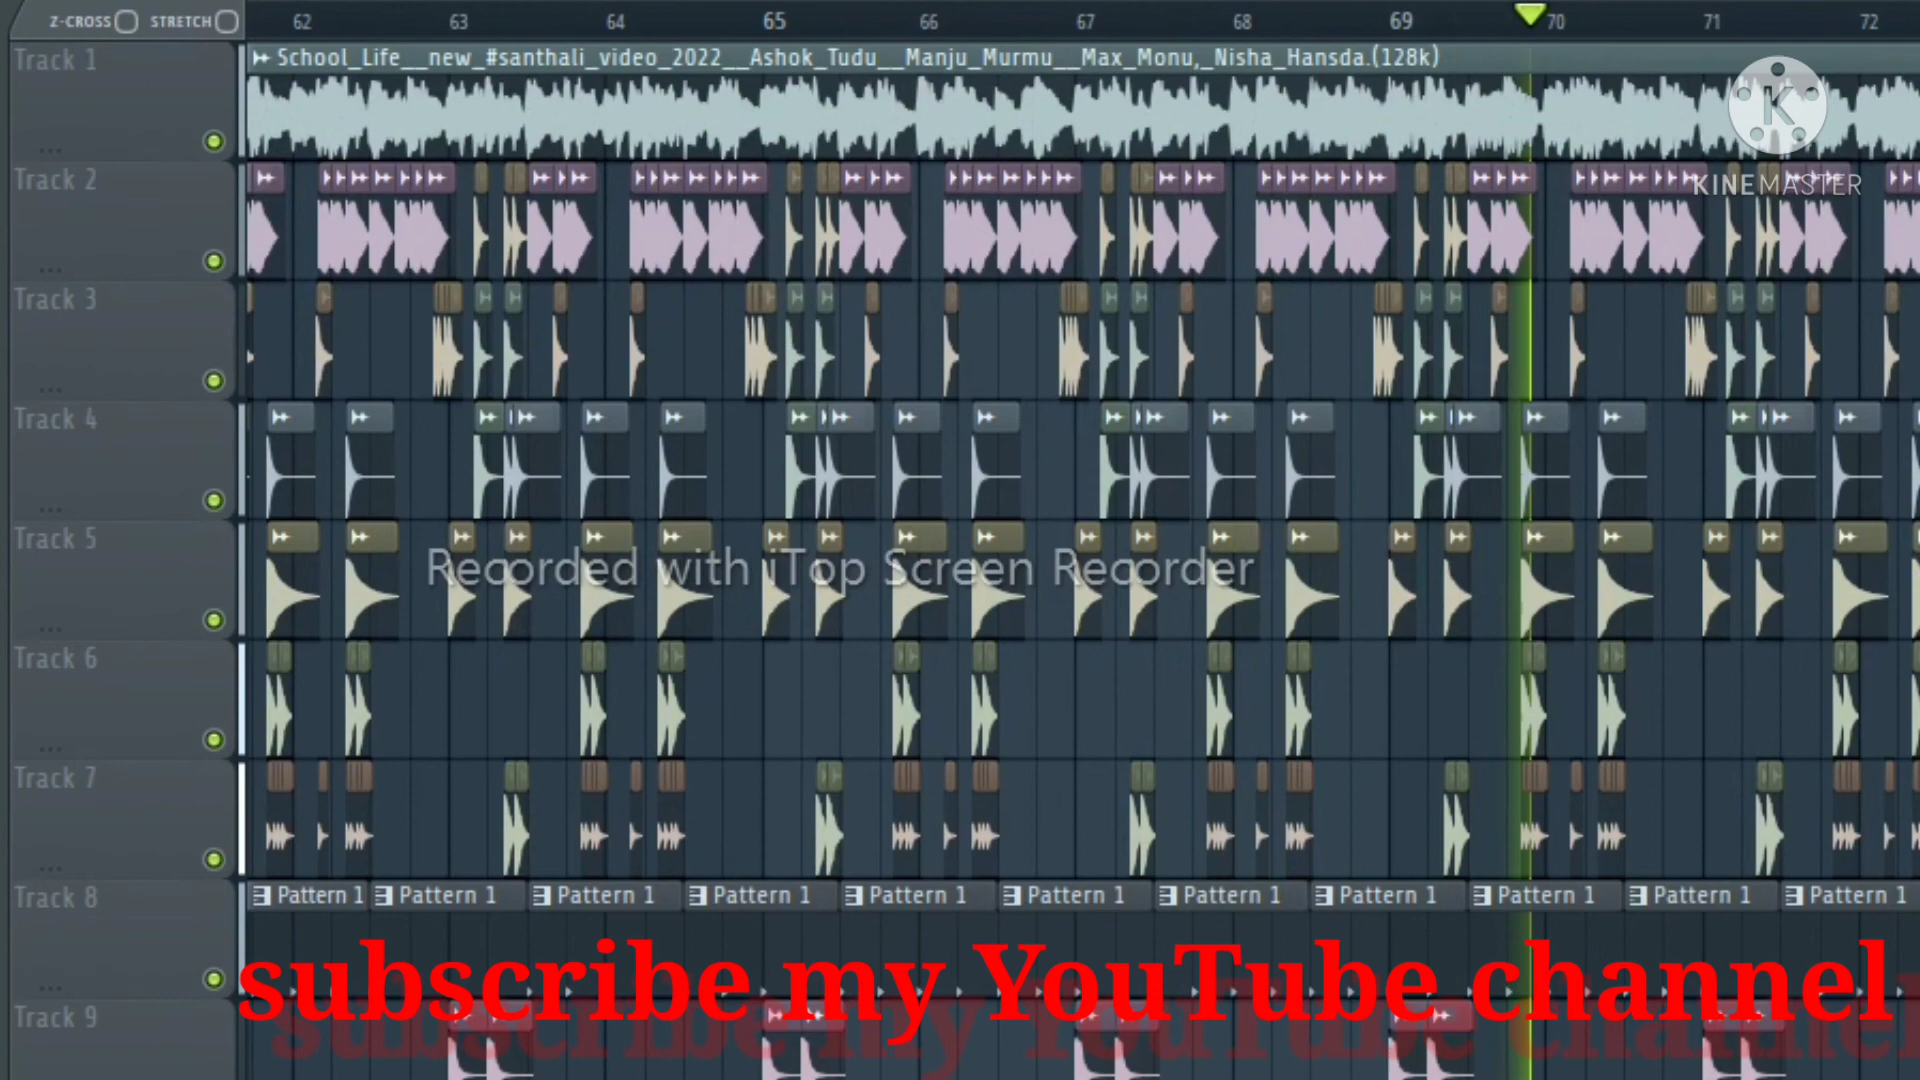 Z-CROSS STRETCH 62 63 64 65 66 67 68 69 70 71 72
Track 1
School_Life__new_#santhali_video_2022__Ashok_Tudu__Manju_Murmu__Max_Monu,_Nisha_Hansda.(128k)
K
KINEMASTER
Track 2
Track 3
Track 4
Track 5
Recorded with iTop Screen Recorder
Track 6
Track 7
Track 8
Pattern 1 Pattern 1 Pattern 1 Pattern 1 Pattern 1 Pattern 1 Pattern 1 Pattern 1 Pattern 1 Pattern 1 Pattern 1
subscribe my YouTube channel
Track 9